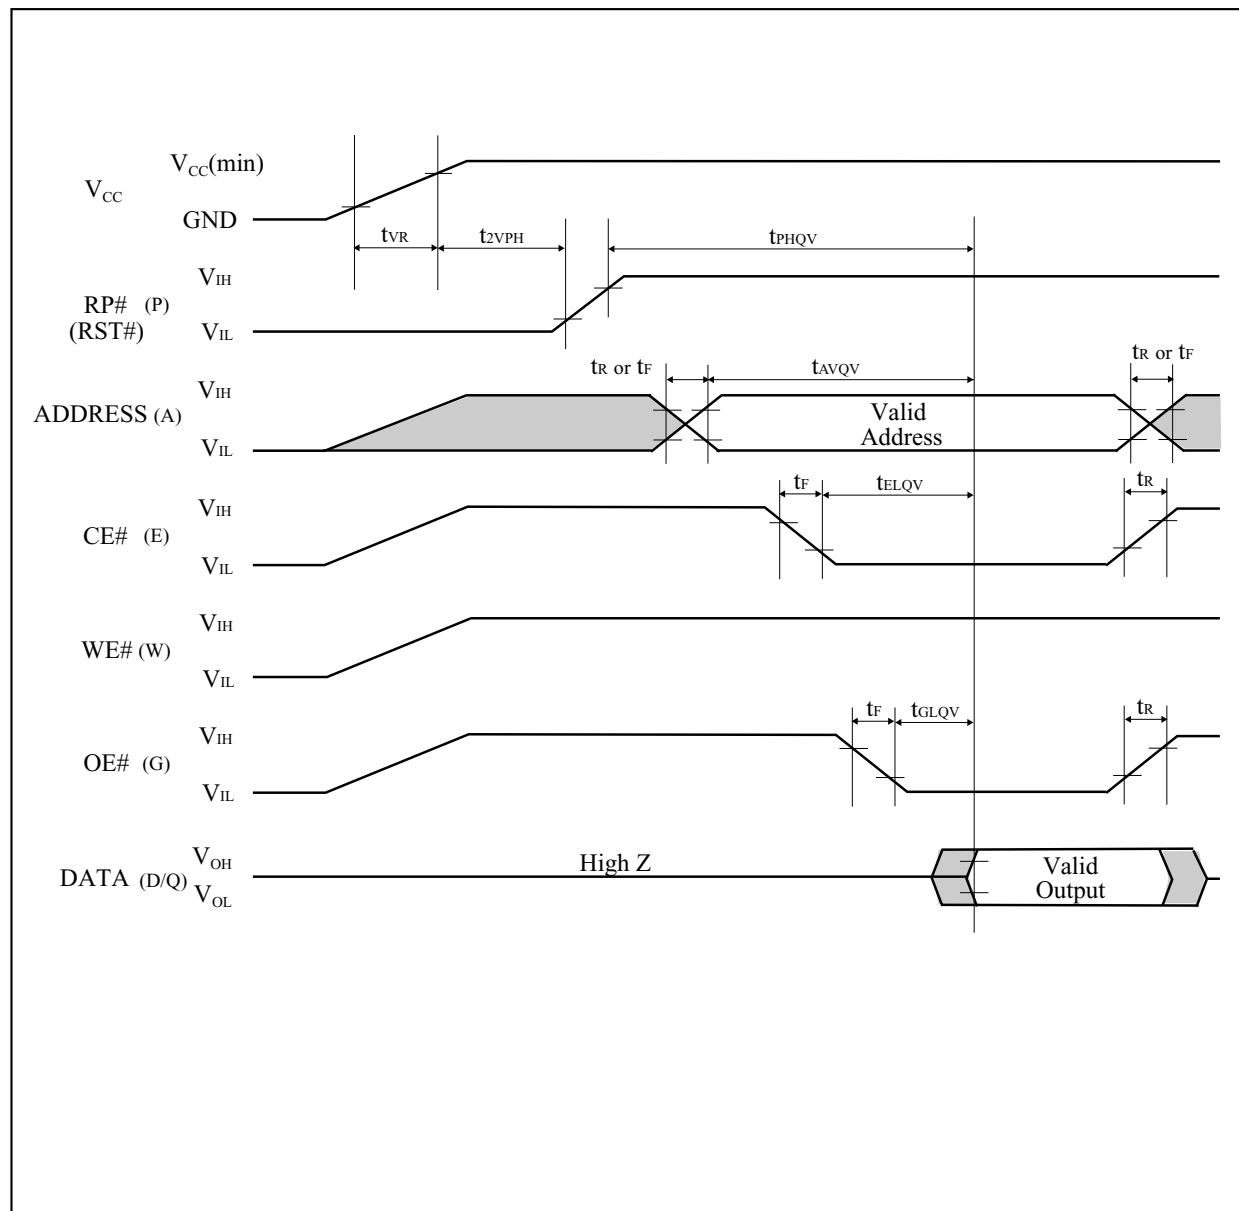 VCC
VCC(min)
GND
tVR
t2VPH
tPHQV
RP# (P)
(RST#)
VIH
VIL
tR or tF
tAVQV
tR or tF
ADDRESS (A)
VIH
VIL
Valid
Address
tF
tELQV
tR
CE# (E)
VIH
VIL
WE# (W)
VIH
VIL
tF
tGLQV
tR
OE# (G)
VIH
VIL
DATA (D/Q)
VOH
VOL
High Z
Valid
Output